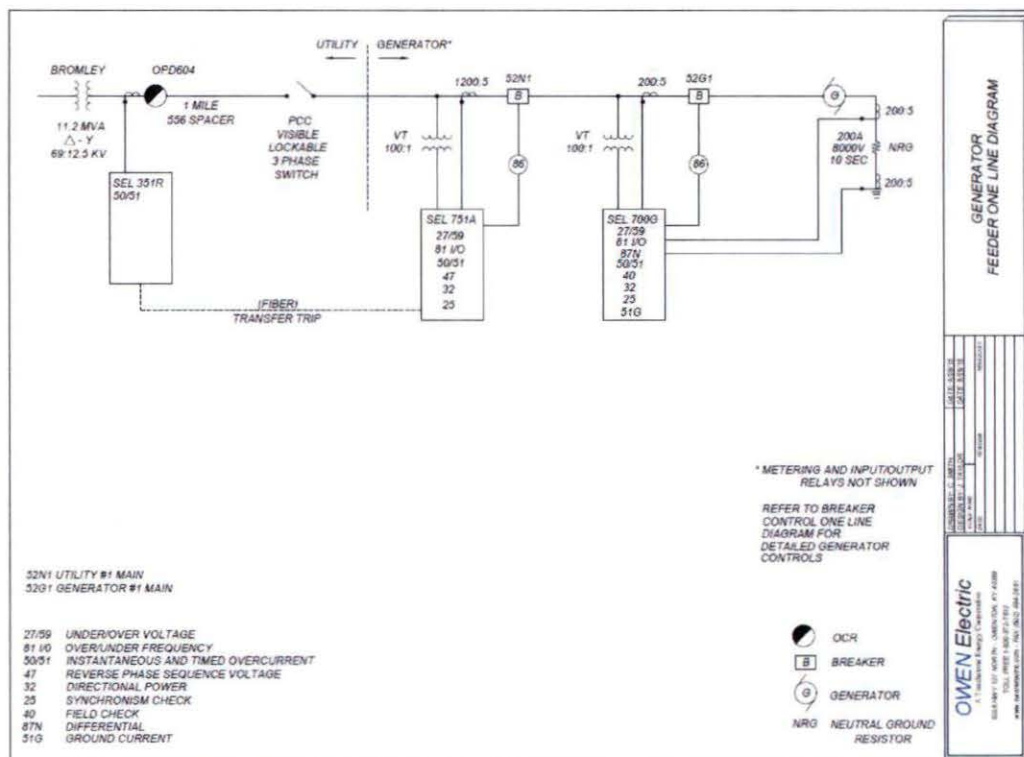 UTILITY GENERATOR*
BROMLEY
OPD604
1200:5
52N1
200:5
52G1
B
B
G
200:5
1 MILE
556 SPACER
11.2 MVA
△ - Y
69:12.5 KV
PCC
VISIBLE
LOCKABLE
3 PHASE
SWITCH
VT
100:1
86
VT
100:1
86
200A
8000V
10 SEC
NRG
200:5
SEL 351R
50/51
SEL 751A
27/59
81 I/O
50/51
47
32
25
SEL 700G
27/59
81 I/O
87N
50/51
40
32
25
51G
(FIBER)
TRANSFER TRIP
* METERING AND INPUT/OUTPUT
RELAYS NOT SHOWN
REFER TO BREAKER
CONTROL ONE LINE
DIAGRAM FOR
DETAILED GENERATOR
CONTROLS
52N1 UTILITY #1 MAIN
52G1 GENERATOR #1 MAIN
27/59 UNDER/OVER VOLTAGE
81 I/O OVER/UNDER FREQUENCY
50/51 INSTANTANEOUS AND TIMED OVERCURRENT
47 REVERSE PHASE SEQUENCE VOLTAGE
32 DIRECTIONAL POWER
25 SYNCHRONISM CHECK
40 FIELD CHECK
87N DIFFERENTIAL
51G GROUND CURRENT
OCR
B BREAKER
G GENERATOR
NRG NEUTRAL GROUND
RESISTOR
GENERATOR
FEEDER ONE LINE DIAGRAM
OWEN Electric
A Touchstone Energy Cooperative